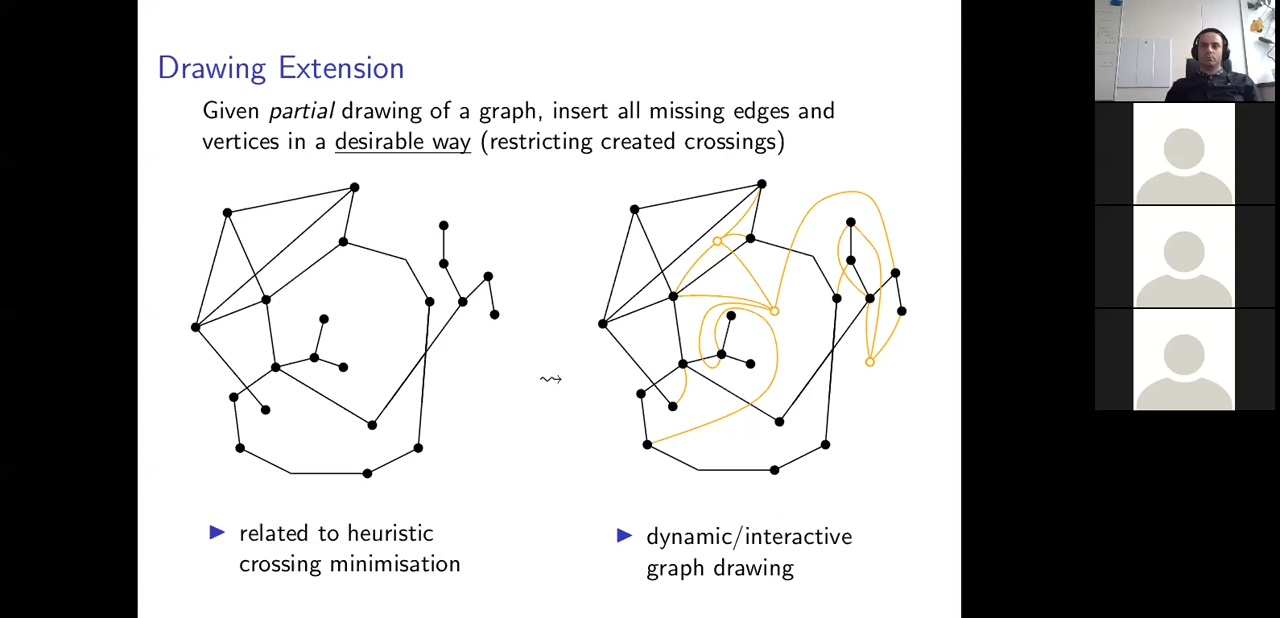 Drawing Extension
Given partial drawing of a graph, insert all missing edges and
vertices in a desirable way (restricting created crossings)
related to heuristic
crossing minimisation
dynamic/interactive
graph drawing